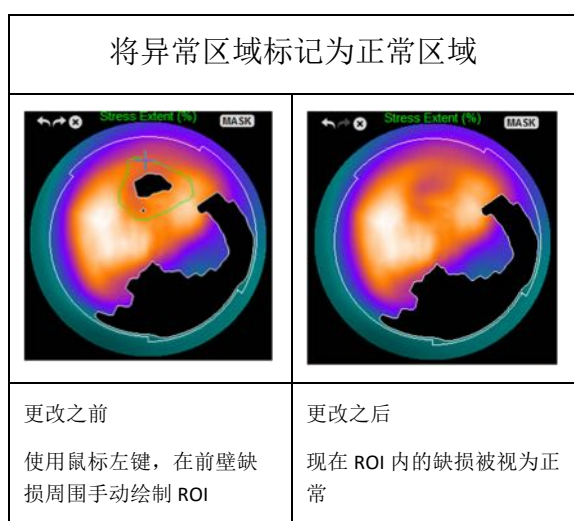 将异常区域标记为正常区域
Stress Extent (%)
MASK
Stress Extent (%)
MASK
更改之前
使用鼠标左键，在前壁缺
损周围手动绘制 ROI
更改之后
现在 ROI 内的缺损被视为正
常